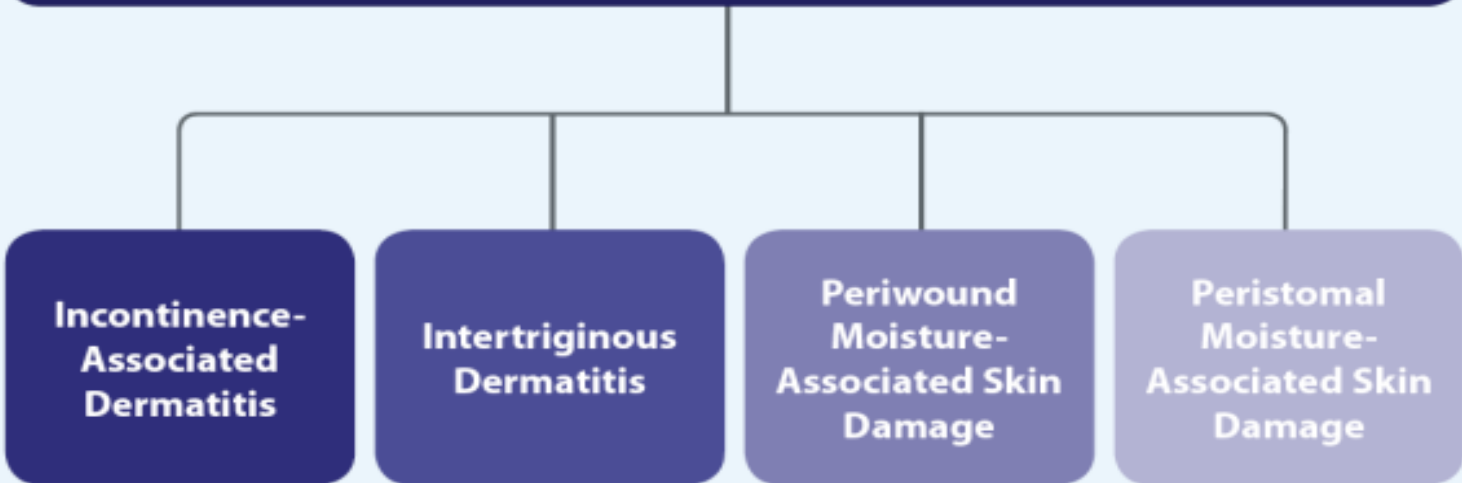 Incontinence-
Associated
Dermatitis
Intertriginous
Dermatitis
Periwound
Moisture-
Associated Skin
Damage
Peristomal
Moisture-
Associated Skin
Damage